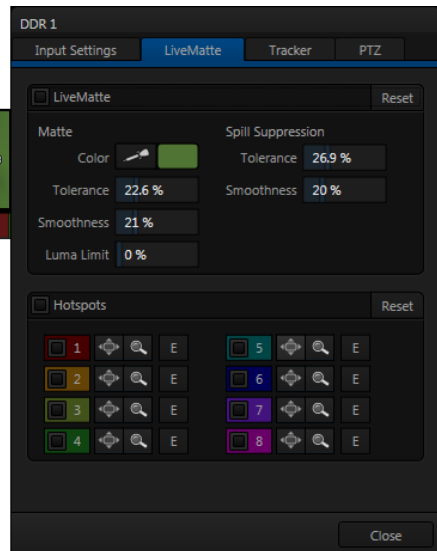 DDR 1
Input Settings LiveMatte Tracker PTZ
LiveMatte Reset
Matte Spill Suppression
Color Tolerance 26.9 %
Tolerance 22.6 % Smoothness 20 %
Smoothness 21 %
Luma Limit 0 %
Hotspots Reset
1 E 5 E
2 E 6 E
3 E 7 E
4 E 8 E
Close